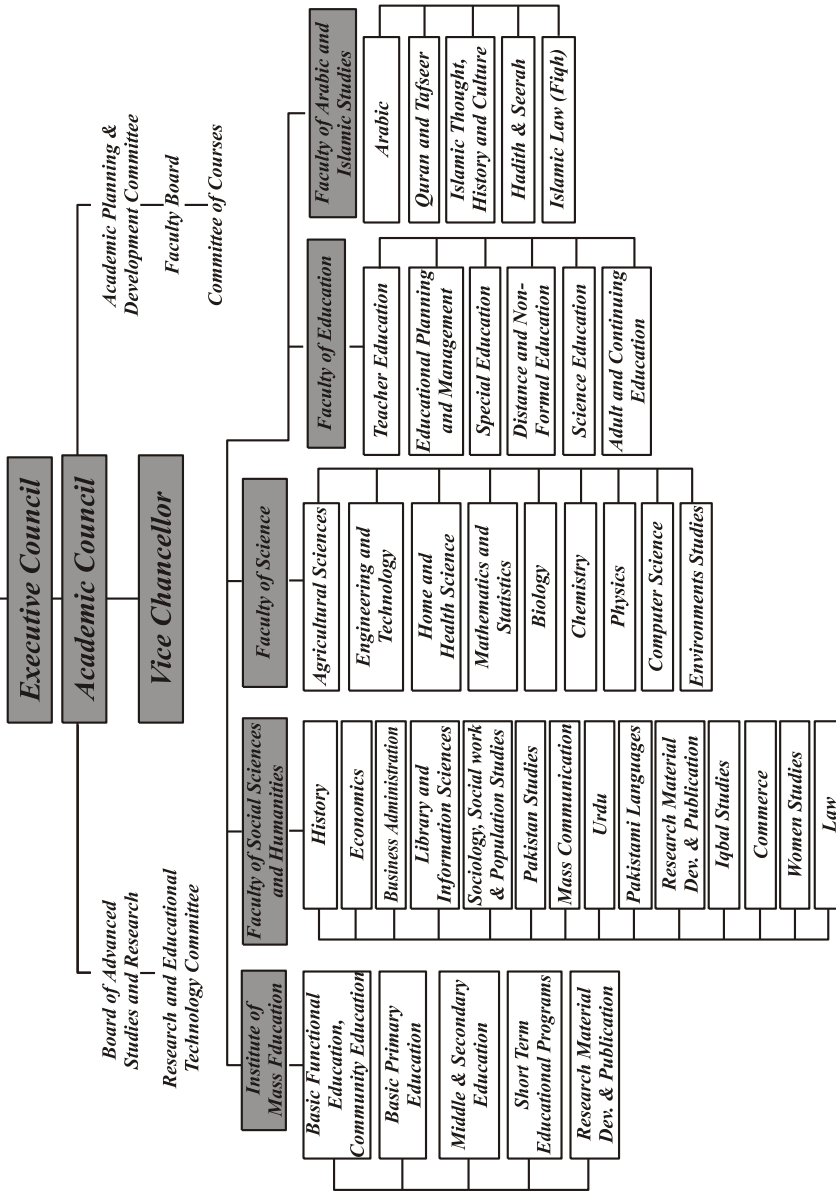 Executive Council
Academic Council
Vice Chancellor
Board of Advanced
Studies and Research
Research and Educational
Technology Committee
Academic Planning &
Development Committee
Faculty Board
Committee of Courses
Institute of
Mass Education
Basic Functional
Education,
Community Education
Basic Primary
Education
Middle & Secondary
Education
Short Term
Educational Programs
Research Material
Dev. & Publication
Faculty of Social Sciences
and Humanities
History
Economics
Business Administration
Library and
Information Sciences
Sociology, Social work
& Population Studies
Pakistan Studies
Mass Communication
Urdu
Pakistami Languages
Research Material
Dev. & Publication
Iqbal Studies
Commerce
Women Studies
Law
Faculty of Science
Agricultural Sciences
Engineering and
Technology
Home and
Health Science
Mathematics and
Statistics
Biology
Chemistry
Physics
Computer Science
Environments Studies
Faculty of Education
Teacher Education
Educational Planning
and Management
Special Education
Distance and Non-
Formal Education
Science Education
Adult and Continuing
Education
Faculty of Arabic and
Islamic Studies
Arabic
Quran and Tafseer
Islamic Thought,
History and Culture
Hadith & Seerah
Islamic Law (Fiqh)